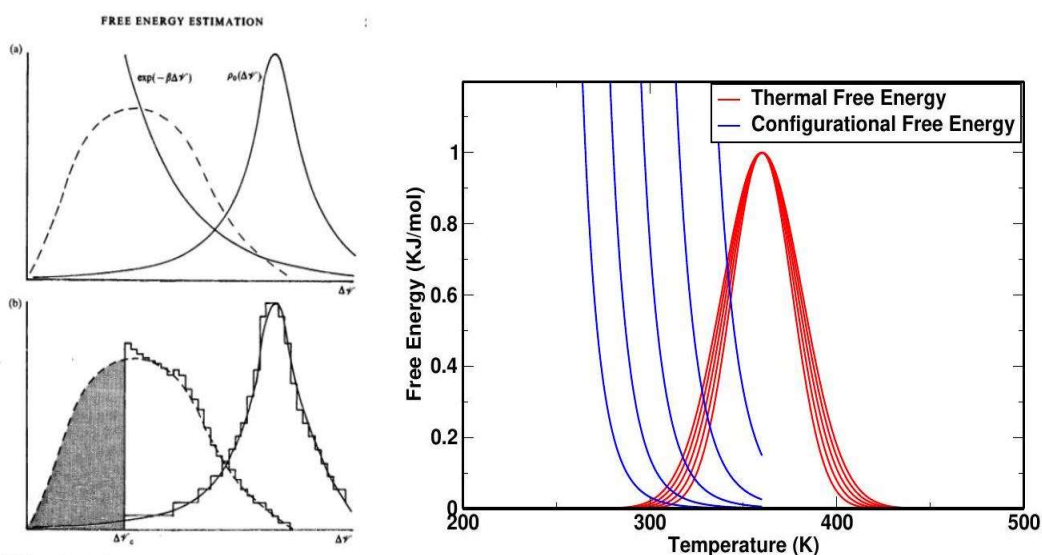 FREE ENERGY ESTIMATION
(a)
exp(−βΔ𝒱)
ρ₀(Δ𝒱)
Δ𝒱
(b)
Δ𝒱c
Δ𝒱
Thermal Free Energy
Configurational Free Energy
Free Energy (KJ/mol)
1
0.8
0.6
0.4
0.2
0
200
300
400
500
Temperature (K)